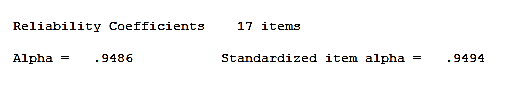 Reliability Coefficients    17 items
Alpha =   .9486           Standardized item alpha =   .9494